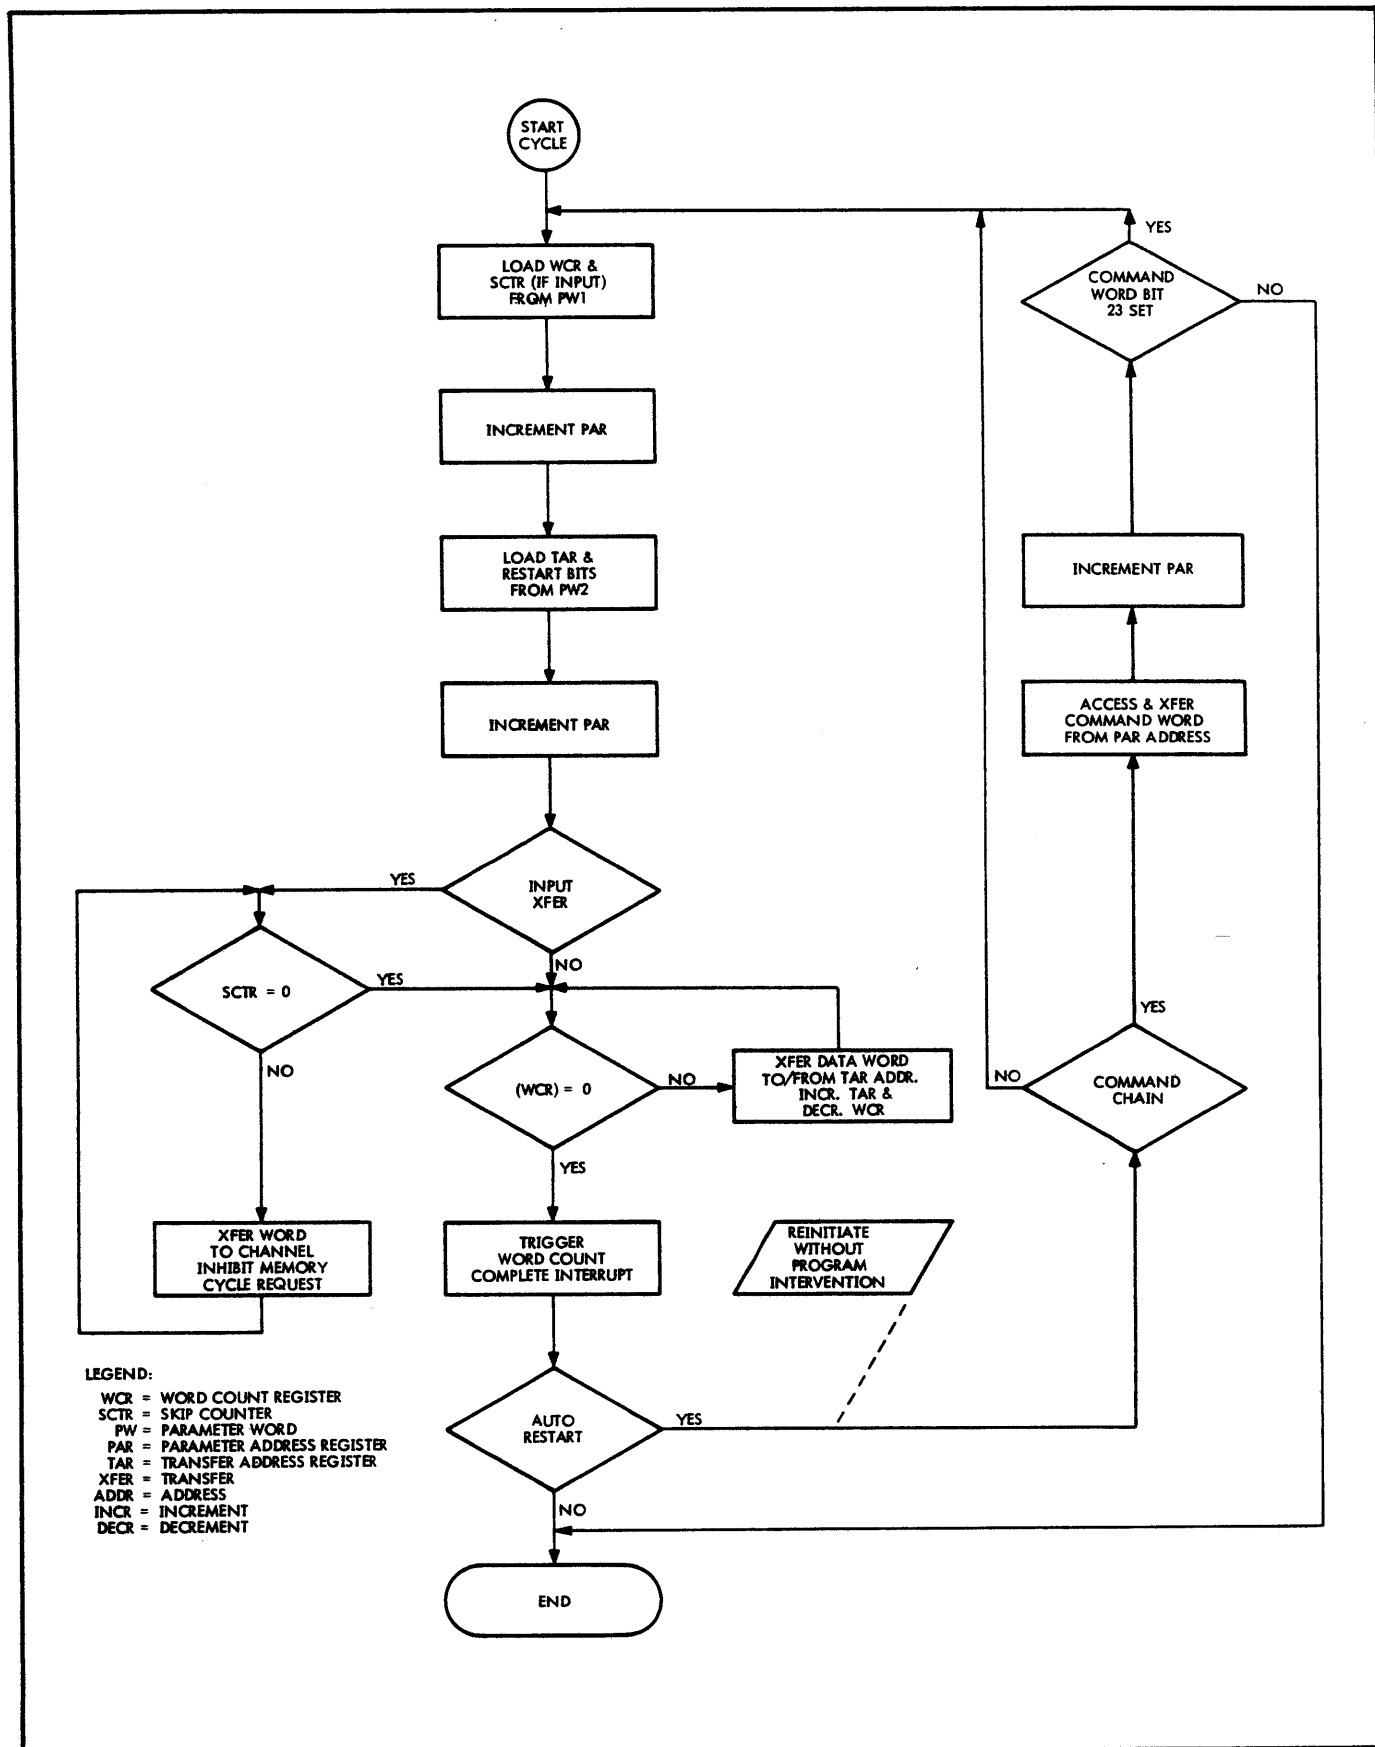 START
CYCLE
YES
LOAD WCR &
SCTR (IF INPUT)
FROM PW1
COMMAND
WORD BIT
23 SET
NO
INCREMENT PAR
LOAD TAR &
RESTART BITS
FROM PW2
INCREMENT PAR
INCREMENT PAR
ACCESS & XFER
COMMAND WORD
FROM PAR ADDRESS
YES
INPUT
XFER
NO
SCTR = 0
YES
NO
(WCR) = 0
NO
XFER DATA WORD
TO/FROM TAR ADDR.
INCR. TAR &
DECR. WCR
YES
NO
COMMAND
CHAIN
YES
XFER WORD
TO CHANNEL
INHIBIT MEMORY
CYCLE REQUEST
TRIGGER
WORD COUNT
COMPLETE INTERRUPT
REINITIATE
WITHOUT
PROGRAM
INTERVENTION
AUTO
RESTART
YES
NO
LEGEND:
WCR = WORD COUNT REGISTER
SCTR = SKIP COUNTER
PW = PARAMETER WORD
PAR = PARAMETER ADDRESS REGISTER
TAR = TRANSFER ADDRESS REGISTER
XFER = TRANSFER
ADDR = ADDRESS
INCR = INCREMENT
DECR = DECREMENT
END